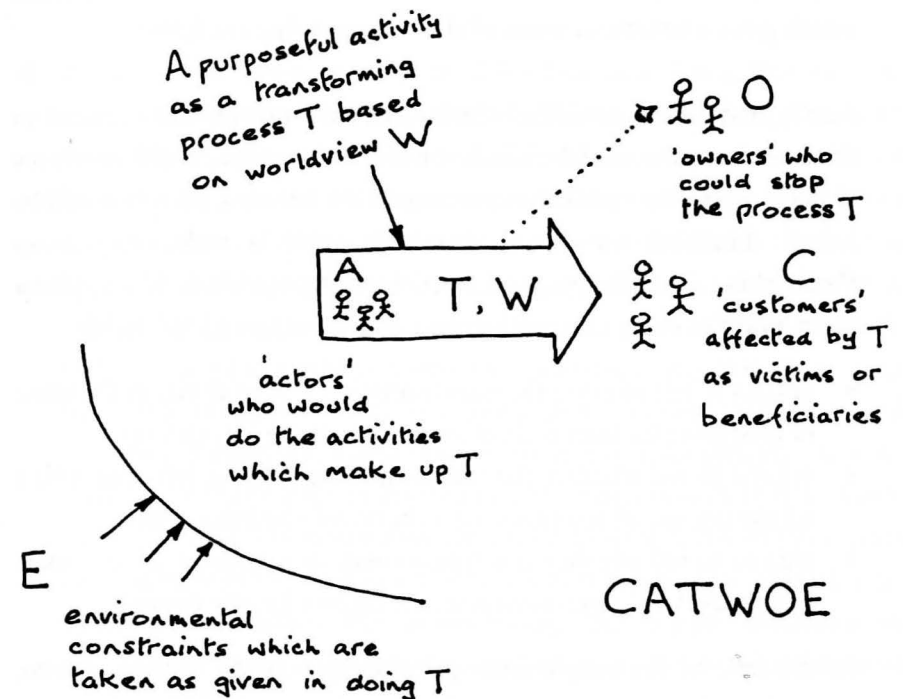 A purposeful activity
as a transforming
process T based
on worldview W
O
'owners' who
could stop
the process T
A
T, W
C
'customers'
affected by T
as victims or
beneficiaries
'actors'
who would
do the activities
which make up T
E
environmental
constraints which are
taken as given in doing T
CATWOE